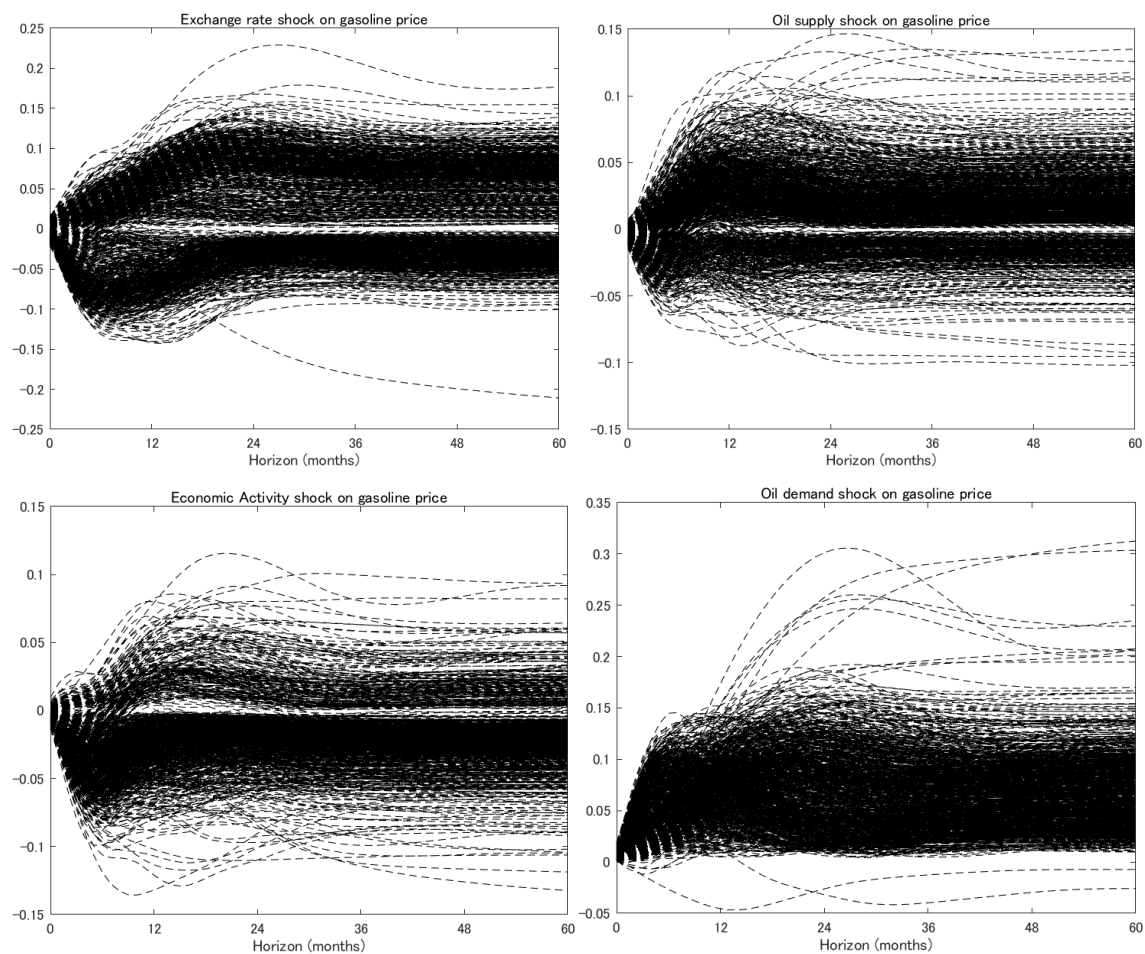 Exchange rate shock on gasoline price
0.25
0.2
0.15
0.1
0.05
0
-0.05
-0.1
-0.15
-0.2
-0.25
0 12 24 36 48 60
Horizon (months)
Oil supply shock on gasoline price
0.15
0.1
0.05
0
-0.05
-0.1
-0.15
0 12 24 36 48 60
Horizon (months)
Economic Activity shock on gasoline price
0.15
0.1
0.05
0
-0.05
-0.1
-0.15
0 12 24 36 48 60
Horizon (months)
Oil demand shock on gasoline price
0.35
0.3
0.25
0.2
0.15
0.1
0.05
0
-0.05
0 12 24 36 48 60
Horizon (months)